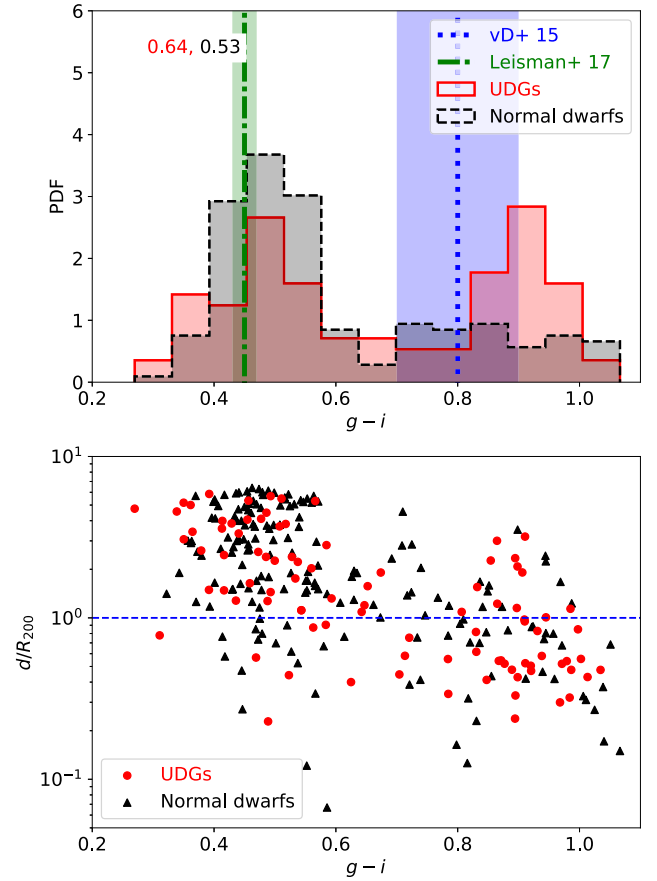 6
5
4
3
2
1
0
PDF
0.64, 0.53
vD+ 15
Leisman+ 17
UDGs
Normal dwarfs
0.2
0.4
0.6
0.8
1.0
g − i
10¹
10⁰
10⁻¹
d/R₂₀₀
UDGs
Normal dwarfs
0.2
0.4
0.6
0.8
1.0
g − i